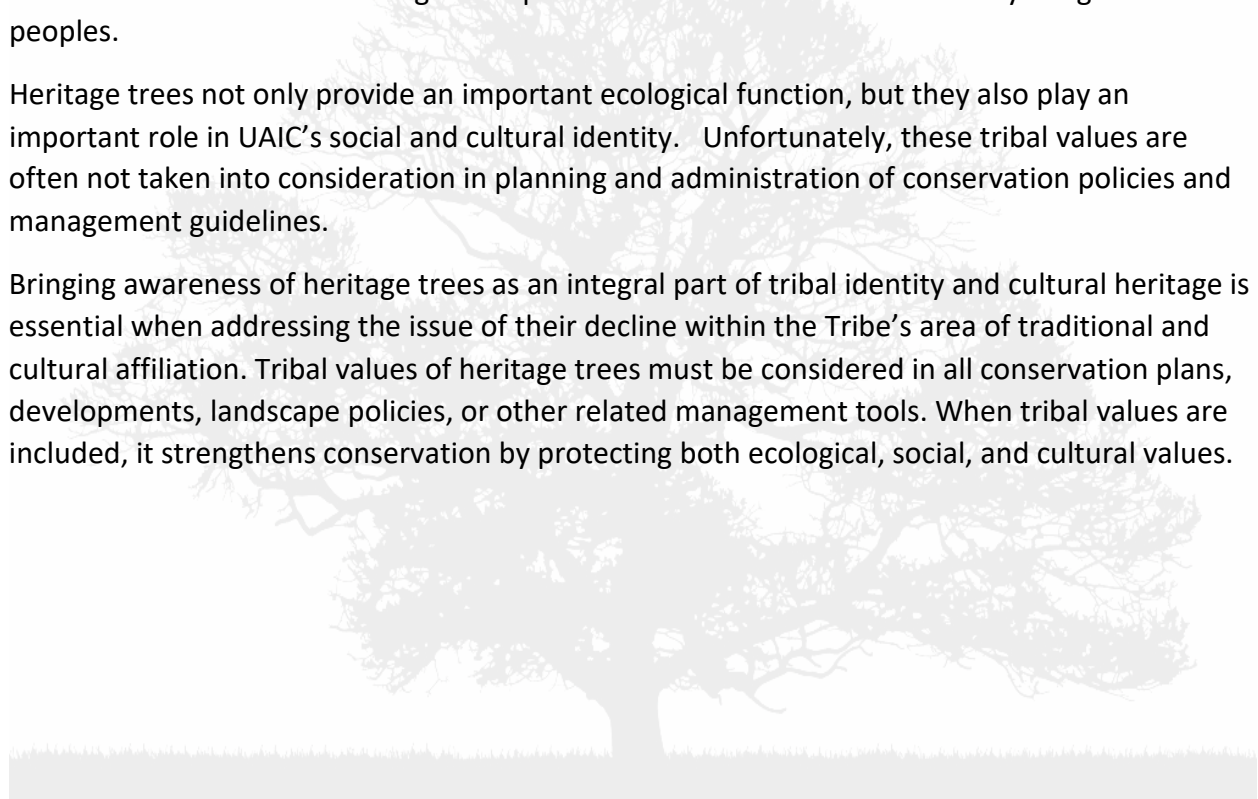 peoples.
Heritage trees not only provide an important ecological function, but they also play an
important role in UAIC’s social and cultural identity.   Unfortunately, these tribal values are
often not taken into consideration in planning and administration of conservation policies and
management guidelines.
Bringing awareness of heritage trees as an integral part of tribal identity and cultural heritage is
essential when addressing the issue of their decline within the Tribe’s area of traditional and
cultural affiliation. Tribal values of heritage trees must be considered in all conservation plans,
developments, landscape policies, or other related management tools. When tribal values are
included, it strengthens conservation by protecting both ecological, social, and cultural values.